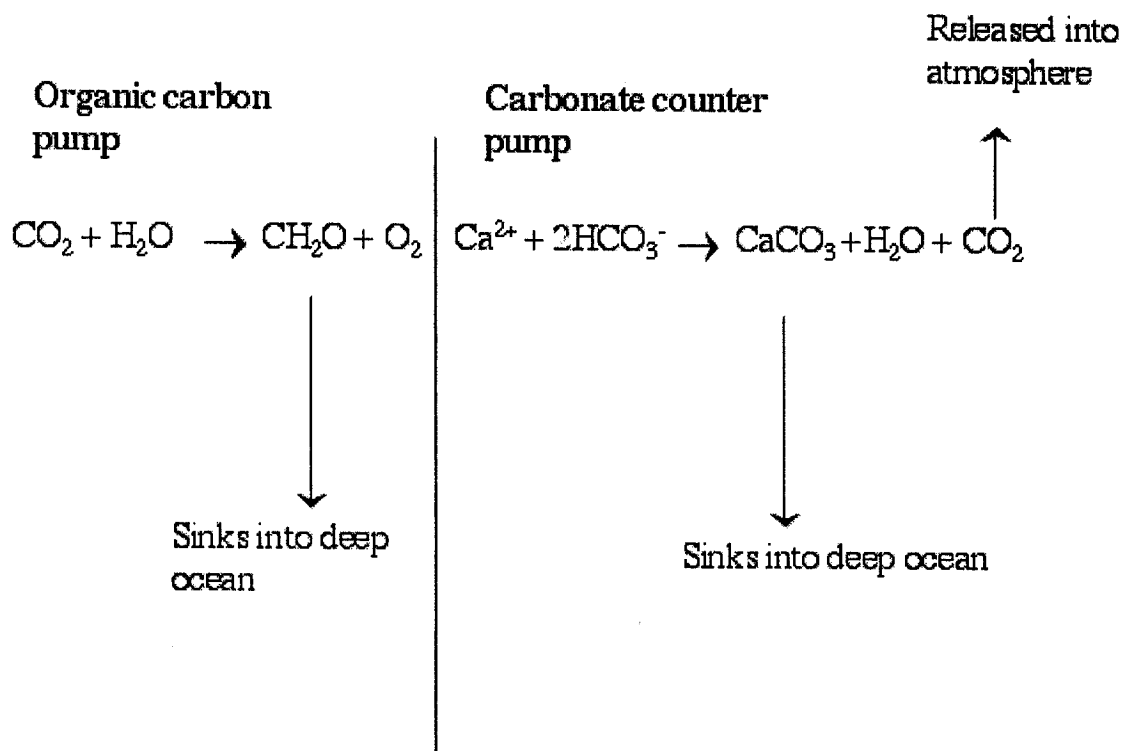 Released into
atmosphere
Organic carbon
pump
Carbonate counter
pump
CO₂ + H₂O → CH₂O + O₂
Ca²⁺ + 2HCO₃⁻ → CaCO₃ + H₂O + CO₂
Sinks into deep
ocean
Sinks into deep ocean